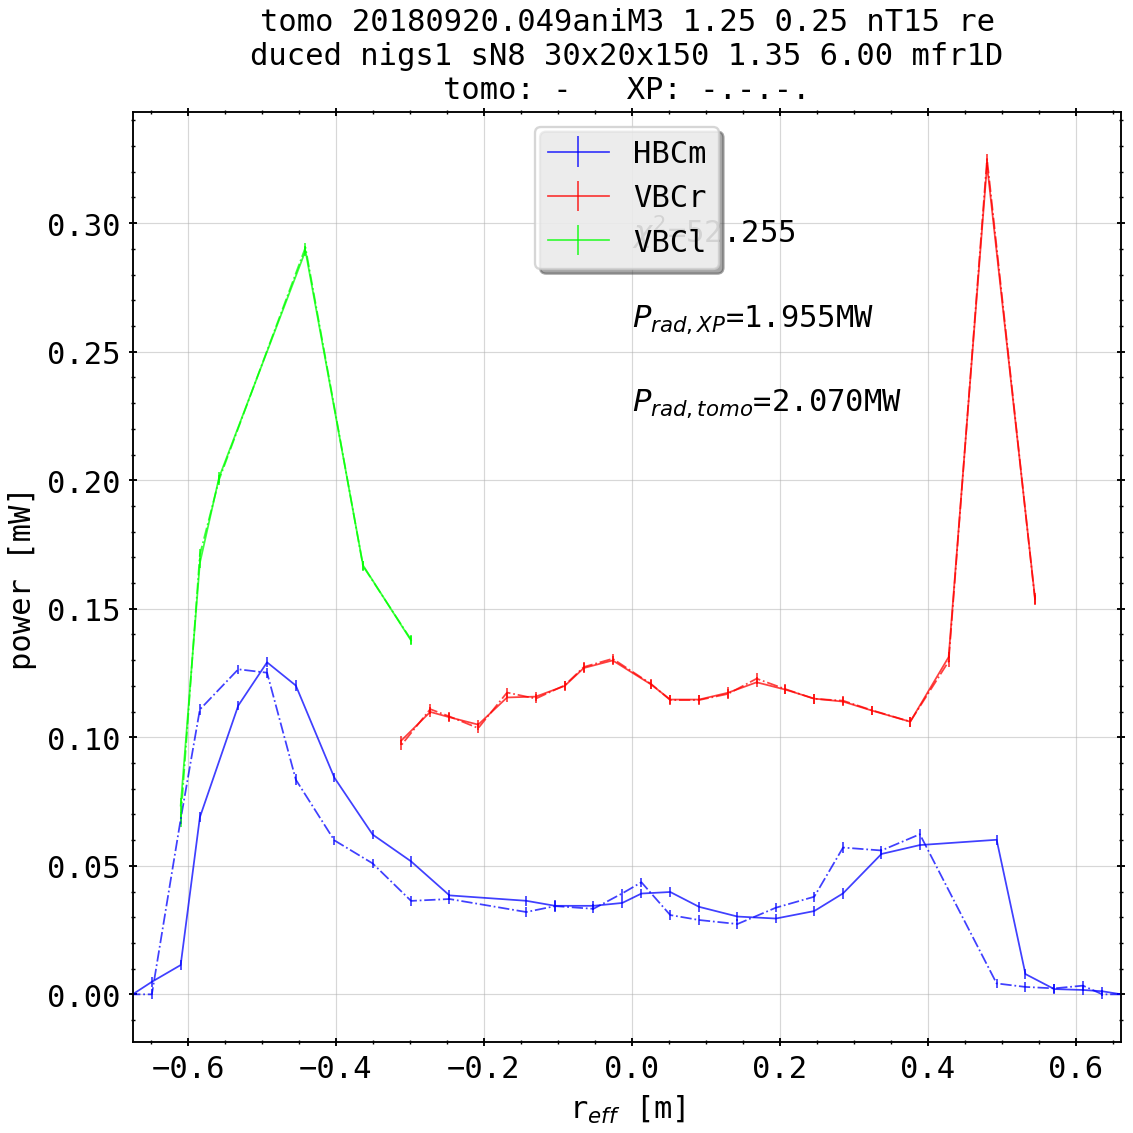 tomo 20180920.049aniM3 1.25 0.25 nT15 re
duced nigs1 sN8 30x20x150 1.35 6.00 mfr1D
tomo: -   XP: -.-.-.
HBCm
VBCr
VBCl
χ²=52.255
P_rad,XP=1.955MW
P_rad,tomo=2.070MW
power [mW]
0.30
0.25
0.20
0.15
0.10
0.05
0.00
−0.6 −0.4 −0.2 0.0 0.2 0.4 0.6
r_eff [m]